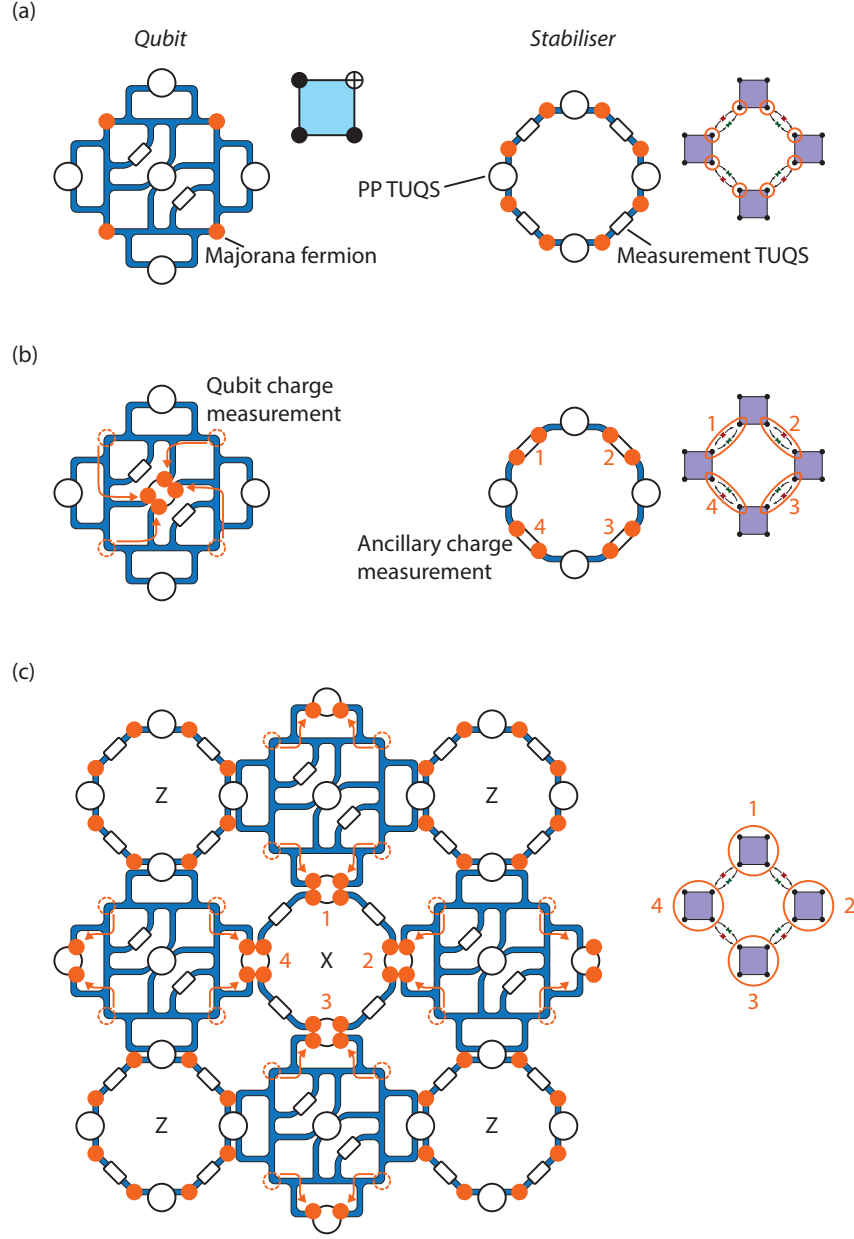 (a)
Qubit
Stabiliser
PP TUQS
Majorana fermion
Measurement TUQS
(b)
Qubit charge
measurement
1
2
1
2
4
3
4
3
Ancillary charge
measurement
(c)
Z
Z
1
1
4
X
2
4
2
3
3
Z
Z